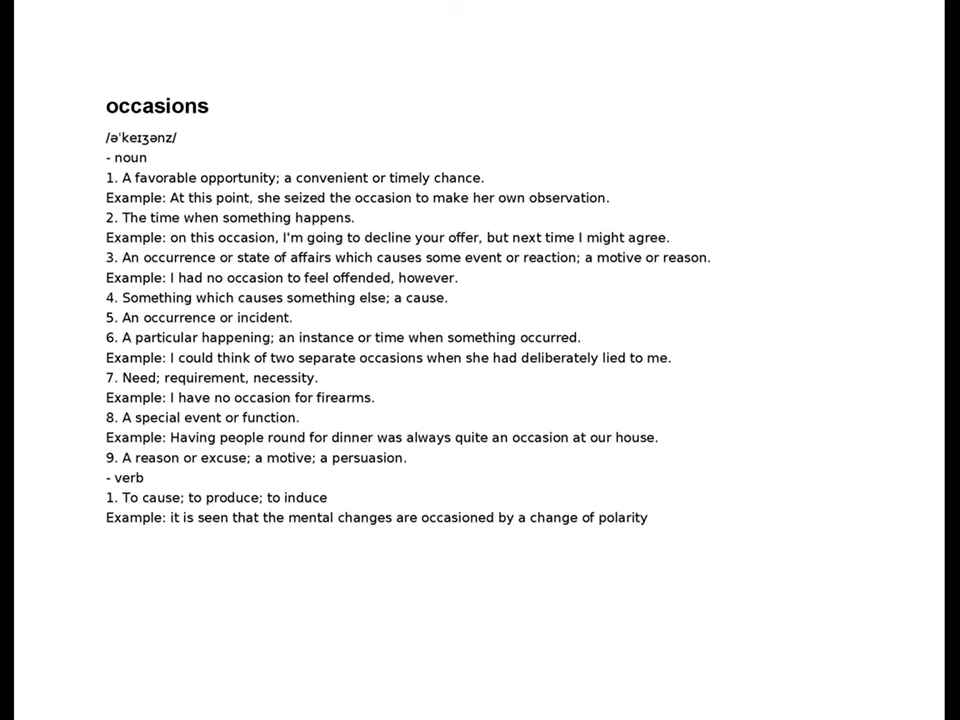 occasions
/əˈkeɪʒənz/
- noun
1. A favorable opportunity; a convenient or timely chance.
Example: At this point, she seized the occasion to make her own observation.
2. The time when something happens.
Example: on this occasion, I'm going to decline your offer, but next time I might agree.
3. An occurrence or state of affairs which causes some event or reaction; a motive or reason.
Example: I had no occasion to feel offended, however.
4. Something which causes something else; a cause.
5. An occurrence or incident.
6. A particular happening; an instance or time when something occurred.
Example: I could think of two separate occasions when she had deliberately lied to me.
7. Need; requirement, necessity.
Example: I have no occasion for firearms.
8. A special event or function.
Example: Having people round for dinner was always quite an occasion at our house.
9. A reason or excuse; a motive; a persuasion.
- verb
1. To cause; to produce; to induce
Example: it is seen that the mental changes are occasioned by a change of polarity